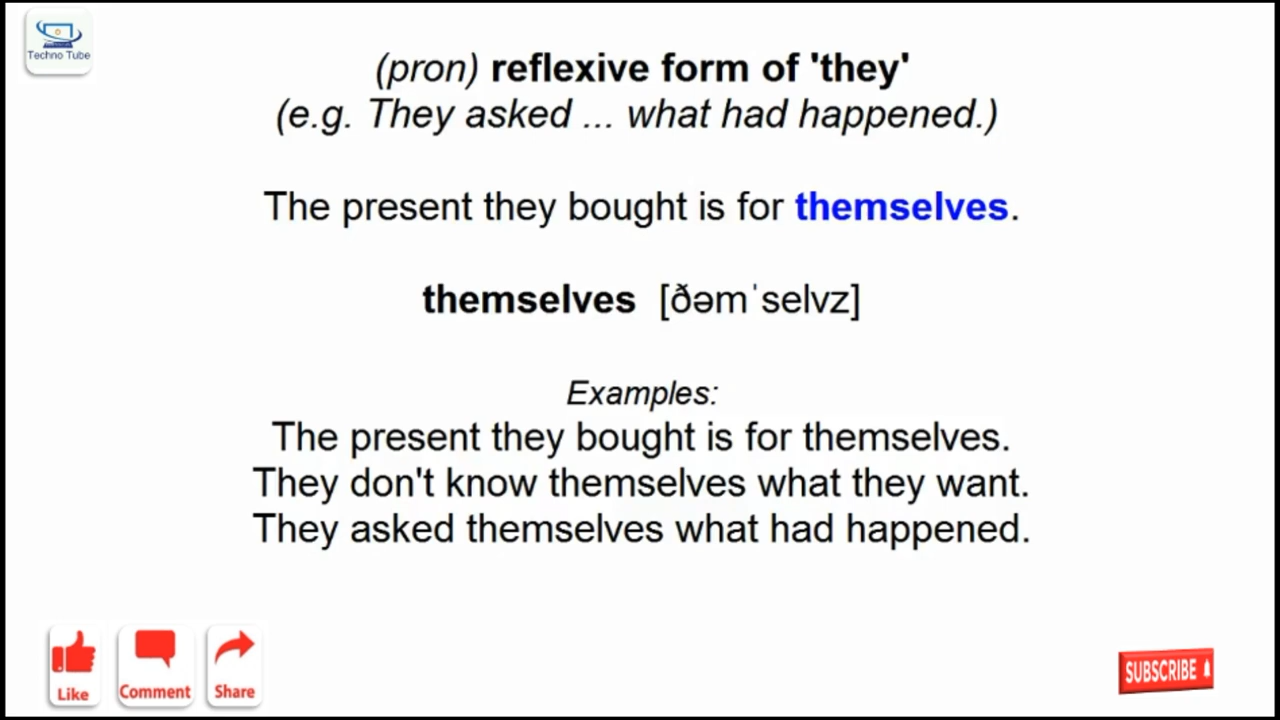 Techno Tube
(pron) reflexive form of 'they'
(e.g. They asked ... what had happened.)
The present they bought is for themselves.
themselves [ðəmˈselvz]
Examples:
The present they bought is for themselves.
They don't know themselves what they want.
They asked themselves what had happened.
Like
Comment
Share
SUBSCRIBE